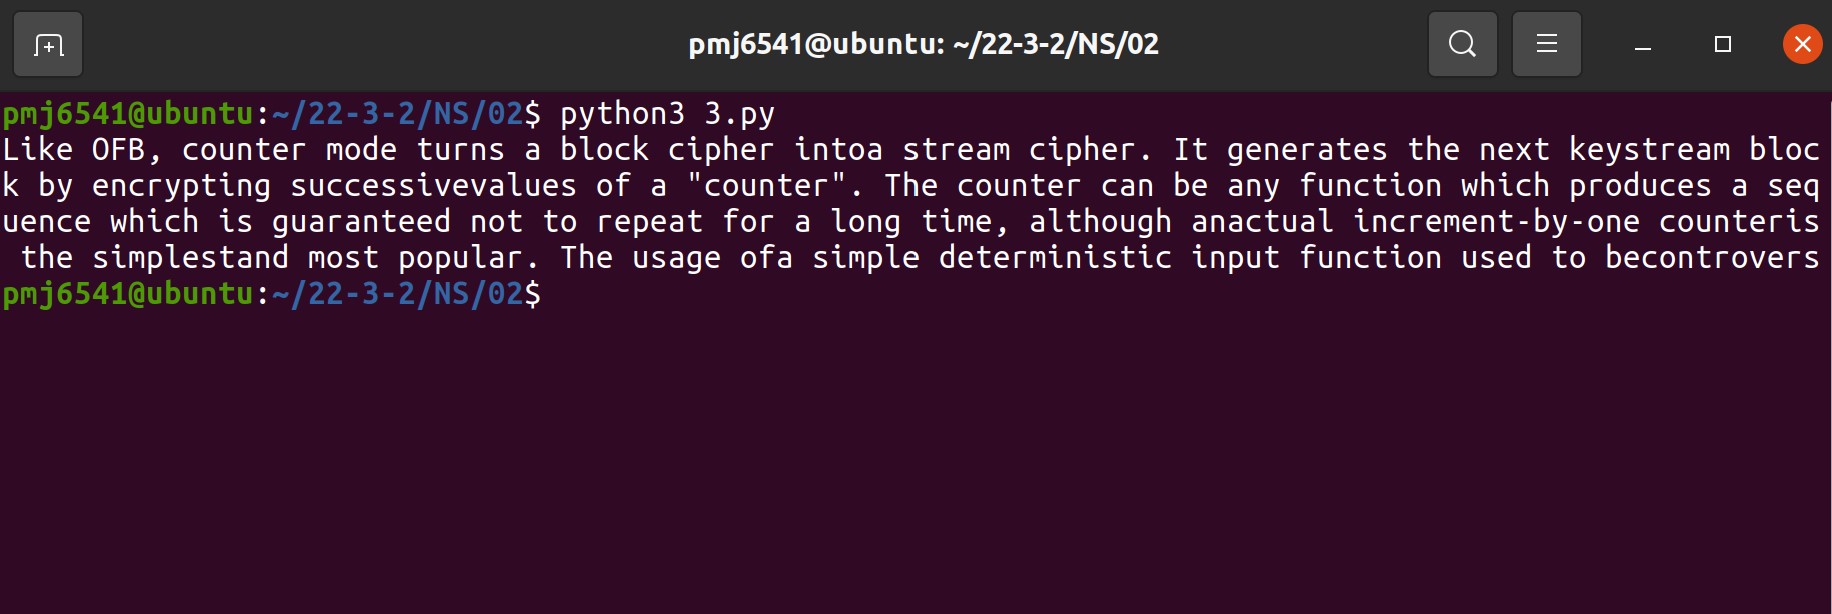 pmj6541@ubuntu: ~/22-3-2/NS/02
pmj6541@ubuntu:~/22-3-2/NS/02$ python3 3.py
Like OFB, counter mode turns a block cipher intoa stream cipher. It generates the next keystream bloc
k by encrypting successivevalues of a "counter". The counter can be any function which produces a seq
uence which is guaranteed not to repeat for a long time, although anactual increment-by-one counteris
 the simplestand most popular. The usage ofa simple deterministic input function used to becontrovers
pmj6541@ubuntu:~/22-3-2/NS/02$